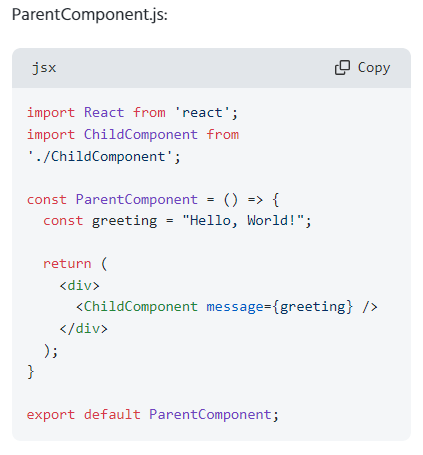 ParentComponent.js:
jsx
Copy
import React from 'react';
import ChildComponent from
'./ChildComponent';
const ParentComponent = () => {
  const greeting = "Hello, World!";
  return (
    <div>
      <ChildComponent message={greeting} />
    </div>
  );
}
export default ParentComponent;